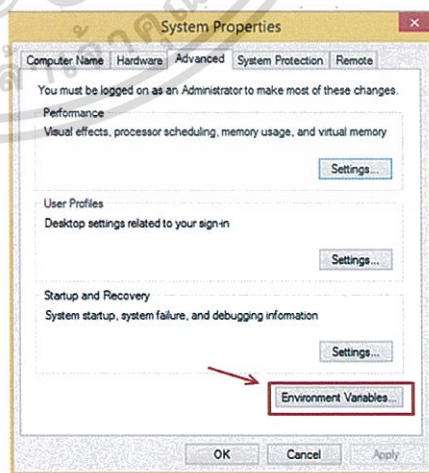 System Properties
Computer Name Hardware Advanced System Protection Remote
You must be logged on as an Administrator to make most of these changes.
Performance
Visual effects, processor scheduling, memory usage, and virtual memory
Settings...
User Profiles
Desktop settings related to your sign-in
Settings...
Startup and Recovery
System startup, system failure, and debugging information
Settings...
Environment Variables...
OK Cancel Apply